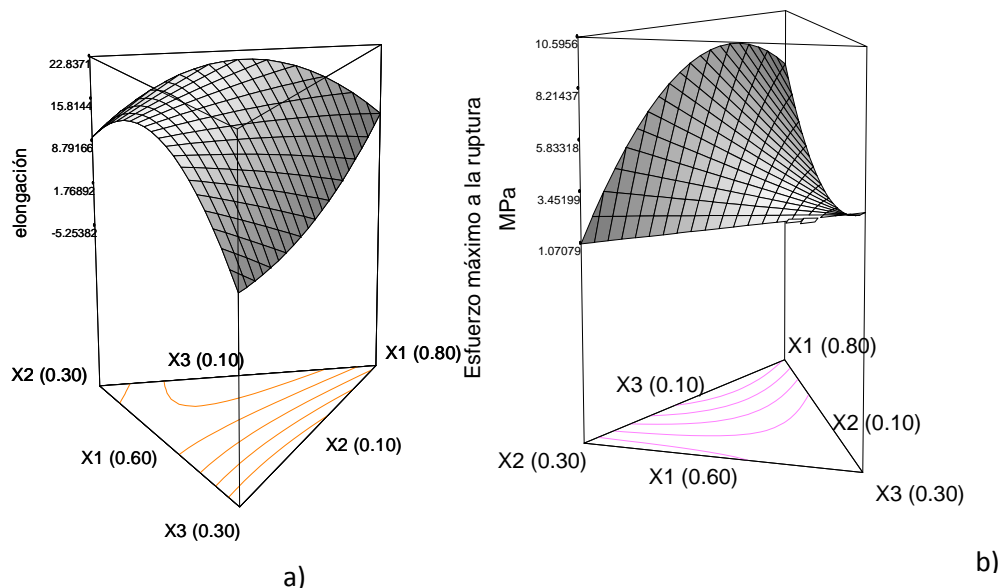 22.8371
15.8144
8.79166
1.76892
-5.25382
elongación
X3 (0.10)
X1 (0.80)
X2 (0.30)
X1 (0.60)
X2 (0.10)
X3 (0.30)
a)
10.5956
8.21437
5.83318
3.45199
1.07079
Esfuerzo máximo a la ruptura
MPa
X1 (0.80)
X3 (0.10)
X2 (0.10)
X2 (0.30)
X1 (0.60)
X3 (0.30)
b)